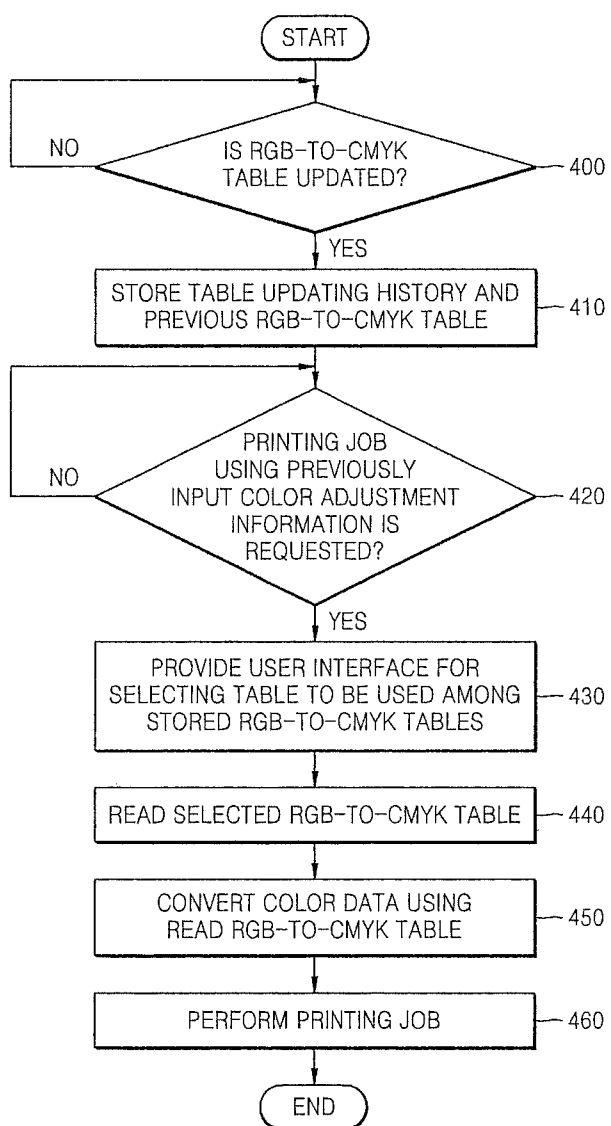 START
NO
IS RGB-TO-CMYK
TABLE UPDATED?
400
YES
STORE TABLE UPDATING HISTORY AND
PREVIOUS RGB-TO-CMYK TABLE
410
PRINTING JOB
NO
USING PREVIOUSLY
INPUT COLOR ADJUSTMENT
420
INFORMATION IS
REQUESTED?
YES
PROVIDE USER INTERFACE FOR
SELECTING TABLE TO BE USED AMONG
STORED RGB-TO-CMYK TABLES
430
READ SELECTED RGB-TO-CMYK TABLE
440
CONVERT COLOR DATA USING
READ RGB-TO-CMYK TABLE
450
PERFORM PRINTING JOB
460
END